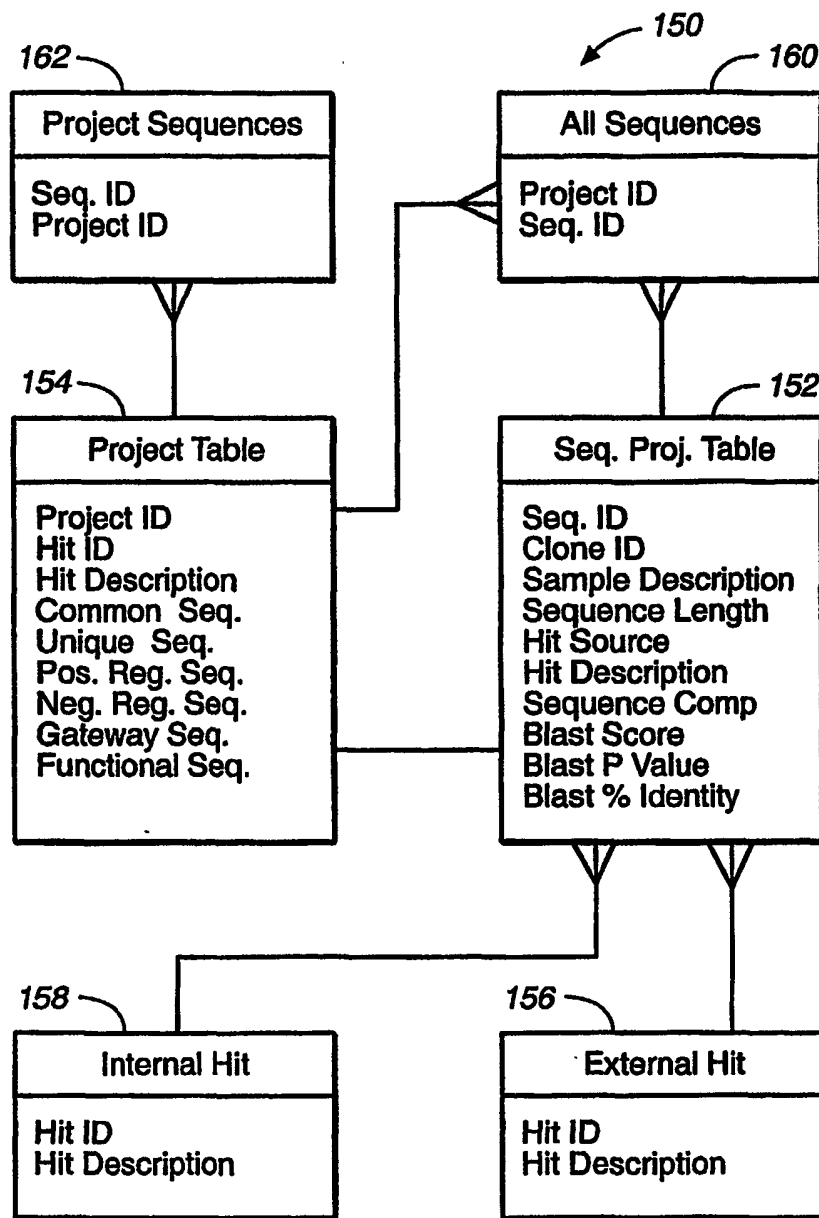 150
162
Project Sequences
Seq. ID
Project ID
160
All Sequences
Project ID
Seq. ID
154
Project Table
Project ID
Hit ID
Hit Description
Common Seq.
Unique Seq.
Pos. Reg. Seq.
Neg. Reg. Seq.
Gateway Seq.
Functional Seq.
152
Seq. Proj. Table
Seq. ID
Clone ID
Sample Description
Sequence Length
Hit Source
Hit Description
Sequence Comp
Blast Score
Blast P Value
Blast % Identity
158
Internal Hit
Hit ID
Hit Description
156
External Hit
Hit ID
Hit Description